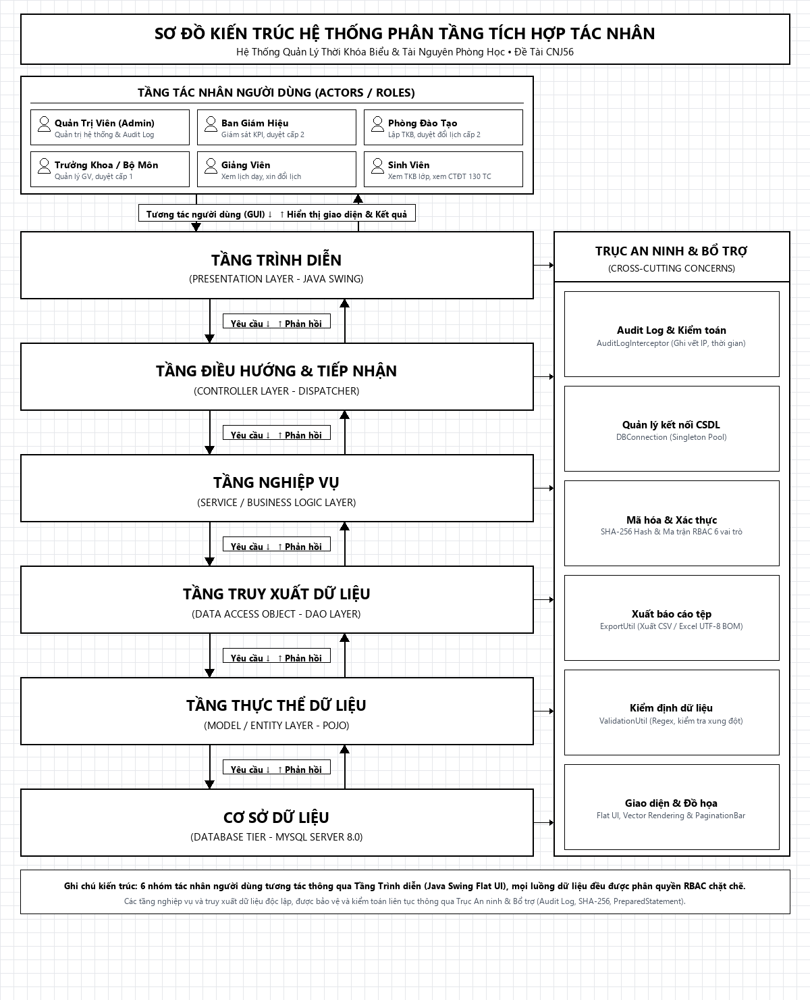 SƠ ĐỒ KIẾN TRÚC HỆ THỐNG PHÂN TẦNG TÍCH HỢP TÁC NHÂN
Hệ Thống Quản Lý Thời Khóa Biểu & Tài Nguyên Phòng Học • Đề Tài CNJ56
TẦNG TÁC NHÂN NGƯỜI DÙNG (ACTORS / ROLES)
Quản Trị Viên (Admin)
Quản trị hệ thống & Audit Log
Ban Giám Hiệu
Giám sát KPI, duyệt cấp 2
Phòng Đào Tạo
Lập TKB, duyệt đổi lịch cấp 2
Trưởng Khoa / Bộ Môn
Quản lý GV, duyệt cấp 1
Giảng Viên
Xem lịch dạy, xin đổi lịch
Sinh Viên
Xem TKB lớp, xem CTĐT 130 TC
Tương tác người dùng (GUI) ↓ ↑ Hiển thị giao diện & Kết quả
TẦNG TRÌNH DIỄN
(PRESENTATION LAYER - JAVA SWING)
Yêu cầu ↓ ↑ Phản hồi
TẦNG ĐIỀU HƯỚNG & TIẾP NHẬN
(CONTROLLER LAYER - DISPATCHER)
Yêu cầu ↓ ↑ Phản hồi
TẦNG NGHIỆP VỤ
(SERVICE / BUSINESS LOGIC LAYER)
Yêu cầu ↓ ↑ Phản hồi
TẦNG TRUY XUẤT DỮ LIỆU
(DATA ACCESS OBJECT - DAO LAYER)
Yêu cầu ↓ ↑ Phản hồi
TẦNG THỰC THỂ DỮ LIỆU
(MODEL / ENTITY LAYER - POJO)
Yêu cầu ↓ ↑ Phản hồi
CƠ SỞ DỮ LIỆU
(DATABASE TIER - MYSQL SERVER 8.0)
TRỤC AN NINH & BỔ TRỢ
(CROSS-CUTTING CONCERNS)
Audit Log & Kiểm toán
AuditLogInterceptor (Ghi vết IP, thời gian)
Quản lý kết nối CSDL
DBConnection (Singleton Pool)
Mã hóa & Xác thực
SHA-256 Hash & Ma trận RBAC 6 vai trò
Xuất báo cáo tệp
ExportUtil (Xuất CSV / Excel UTF-8 BOM)
Kiểm định dữ liệu
ValidationUtil (Regex, kiểm tra xung đột)
Giao diện & Đồ họa
Flat UI, Vector Rendering & PaginationBar
Ghi chú kiến trúc: 6 nhóm tác nhân người dùng tương tác thông qua Tầng Trình diễn (Java Swing Flat UI), mọi luồng dữ liệu đều được phân quyền RBAC chặt chẽ.
Các tầng nghiệp vụ và truy xuất dữ liệu độc lập, được bảo vệ và kiểm toán liên tục thông qua Trục An ninh & Bổ trợ (Audit Log, SHA-256, PreparedStatement).